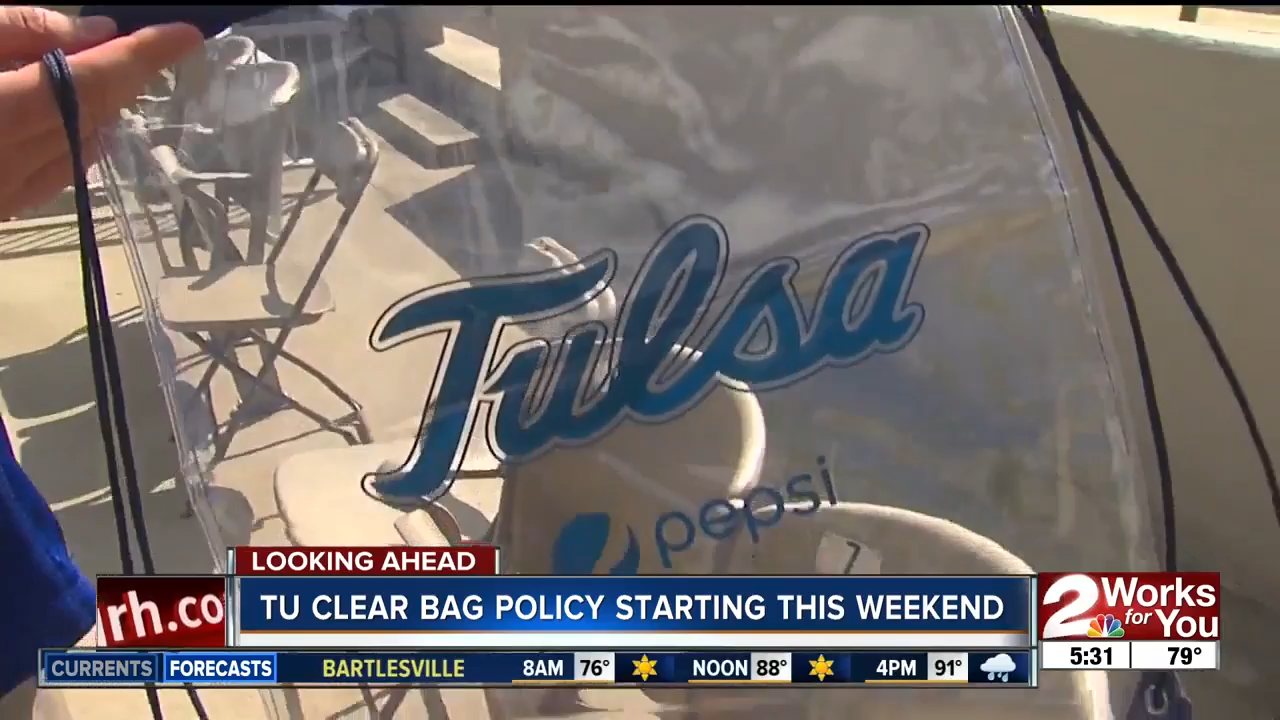 Tulsa
pepsi
7
LOOKING AHEAD
rh.co
TU CLEAR BAG POLICY STARTING THIS WEEKEND
2 Works for You
5:31 79°
CURRENTS FORECASTS BARTLESVILLE 8AM 76° NOON 88° 4PM 91°